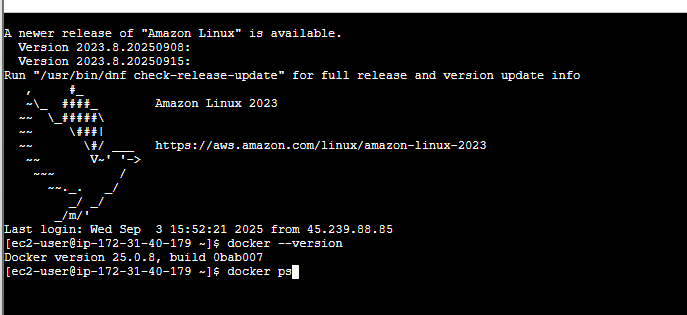 A newer release of "Amazon Linux" is available.
  Version 2023.8.20250908:
  Version 2023.8.20250915:
Run "/usr/bin/dnf check-release-update" for full release and version update info
   ,     #_
   ~\_  ####_        Amazon Linux 2023
  ~~  \_#####\
  ~~     \###|
  ~~       \#/ ___   https://aws.amazon.com/linux/amazon-linux-2023
   ~~       V~' '->
    ~~~         /
      ~~._.   _/
         _/ _/
       _/m/'
Last login: Wed Sep  3 15:52:21 2025 from 45.239.88.85
[ec2-user@ip-172-31-40-179 ~]$ docker --version
Docker version 25.0.8, build 0bab007
[ec2-user@ip-172-31-40-179 ~]$ docker ps